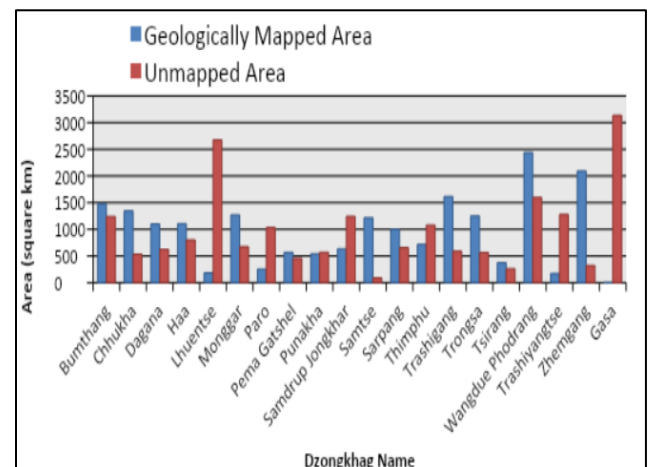 Geologically Mapped Area
Unmapped Area
3500
3000
2500
2000
1500
1000
500
0
Area (square km)
Bumthang
Chhukha
Dagana
Haa
Lhuentse
Monggar
Paro
Pema Gatshel
Punakha
Samdrup Jongkhar
Samtse
Sarpang
Thimphu
Trashigang
Trongsa
Tsirang
Wangdue Phodrang
Trashiyangtse
Zhemgang
Gasa
Dzongkhag Name